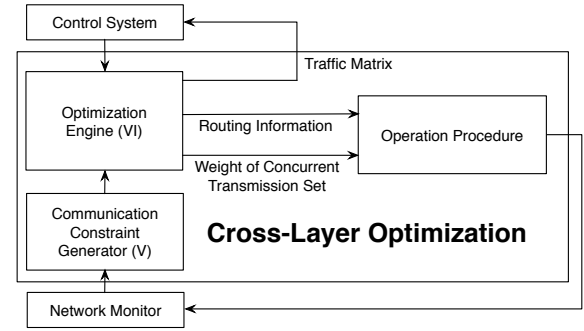 Control System
Traffic Matrix
Optimization
Engine (VI)
Routing Information
Operation Procedure
Weight of Concurrent
Transmission Set
Communication
Constraint
Generator (V)
Cross-Layer Optimization
Network Monitor